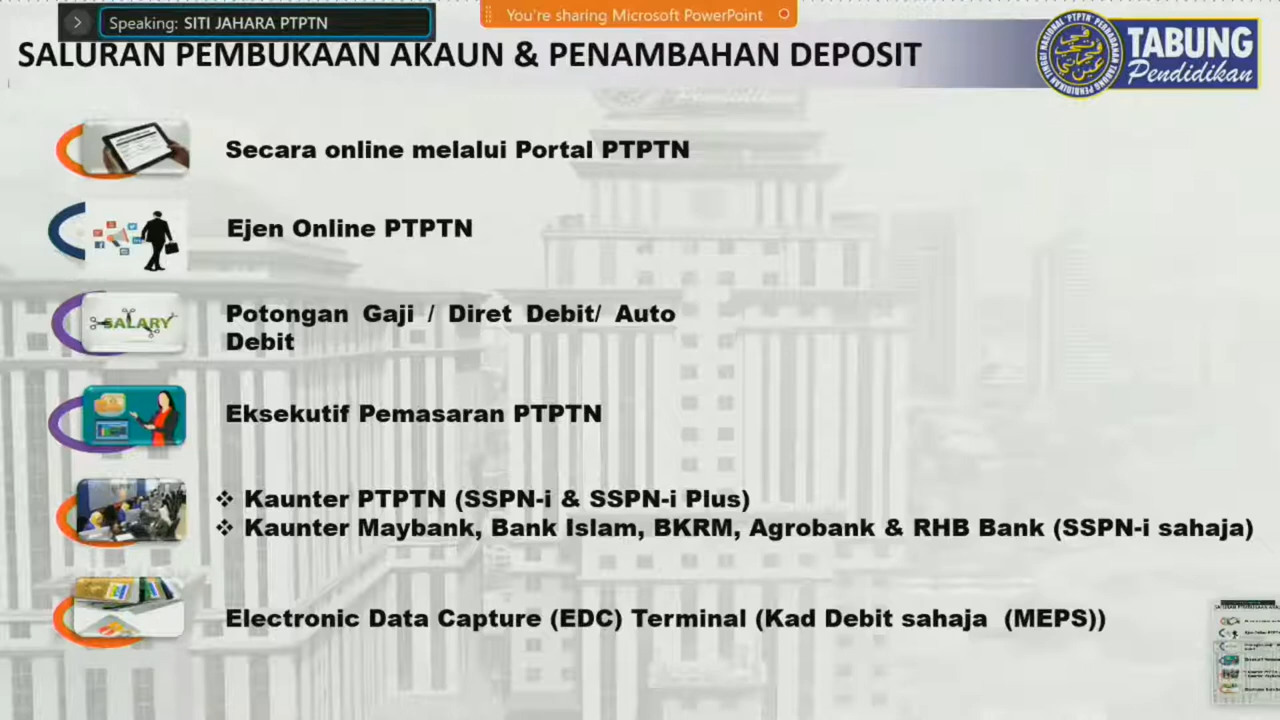 Speaking: SITI JAHARA PTPTN
You're sharing Microsoft PowerPoint
SALURAN PEMBUKAAN AKAUN & PENAMBAHAN DEPOSIT
TABUNG
Pendidikan
Secara online melalui Portal PTPTN
Ejen Online PTPTN
SALARY
Potongan Gaji / Diret Debit/ Auto
Debit
Eksekutif Pemasaran PTPTN
❖ Kaunter PTPTN (SSPN-i & SSPN-i Plus)
❖ Kaunter Maybank, Bank Islam, BKRM, Agrobank & RHB Bank (SSPN-i sahaja)
Electronic Data Capture (EDC) Terminal (Kad Debit sahaja (MEPS))